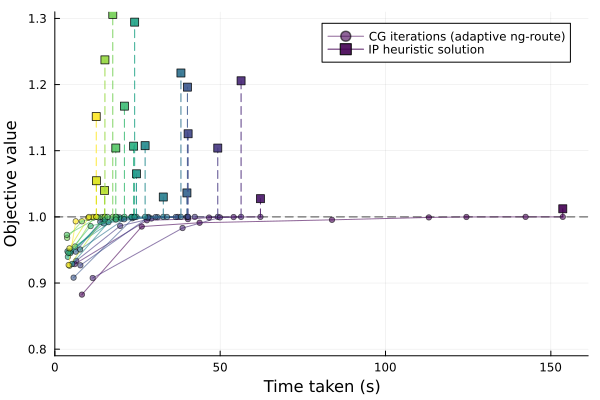 1.3
CG iterations (adaptive ng-route)
IP heuristic solution
1.2
1.1
1.0
0.9
0.8
Objective value
0
50
100
150
Time taken (s)